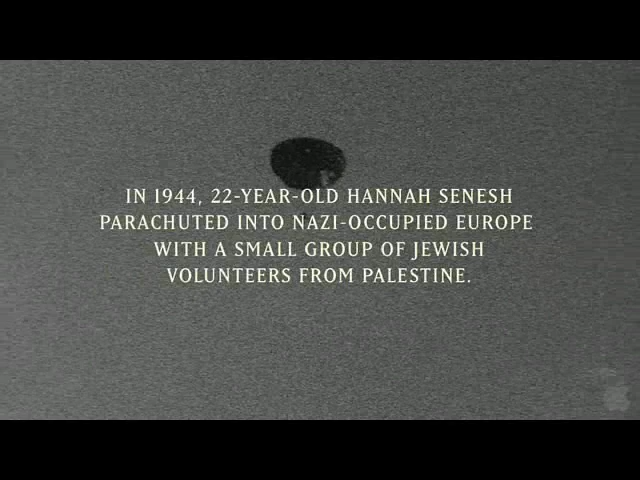 IN 1944, 22-YEAR-OLD HANNAH SENESH
PARACHUTED INTO NAZI-OCCUPIED EUROPE
WITH A SMALL GROUP OF JEWISH
VOLUNTEERS FROM PALESTINE.